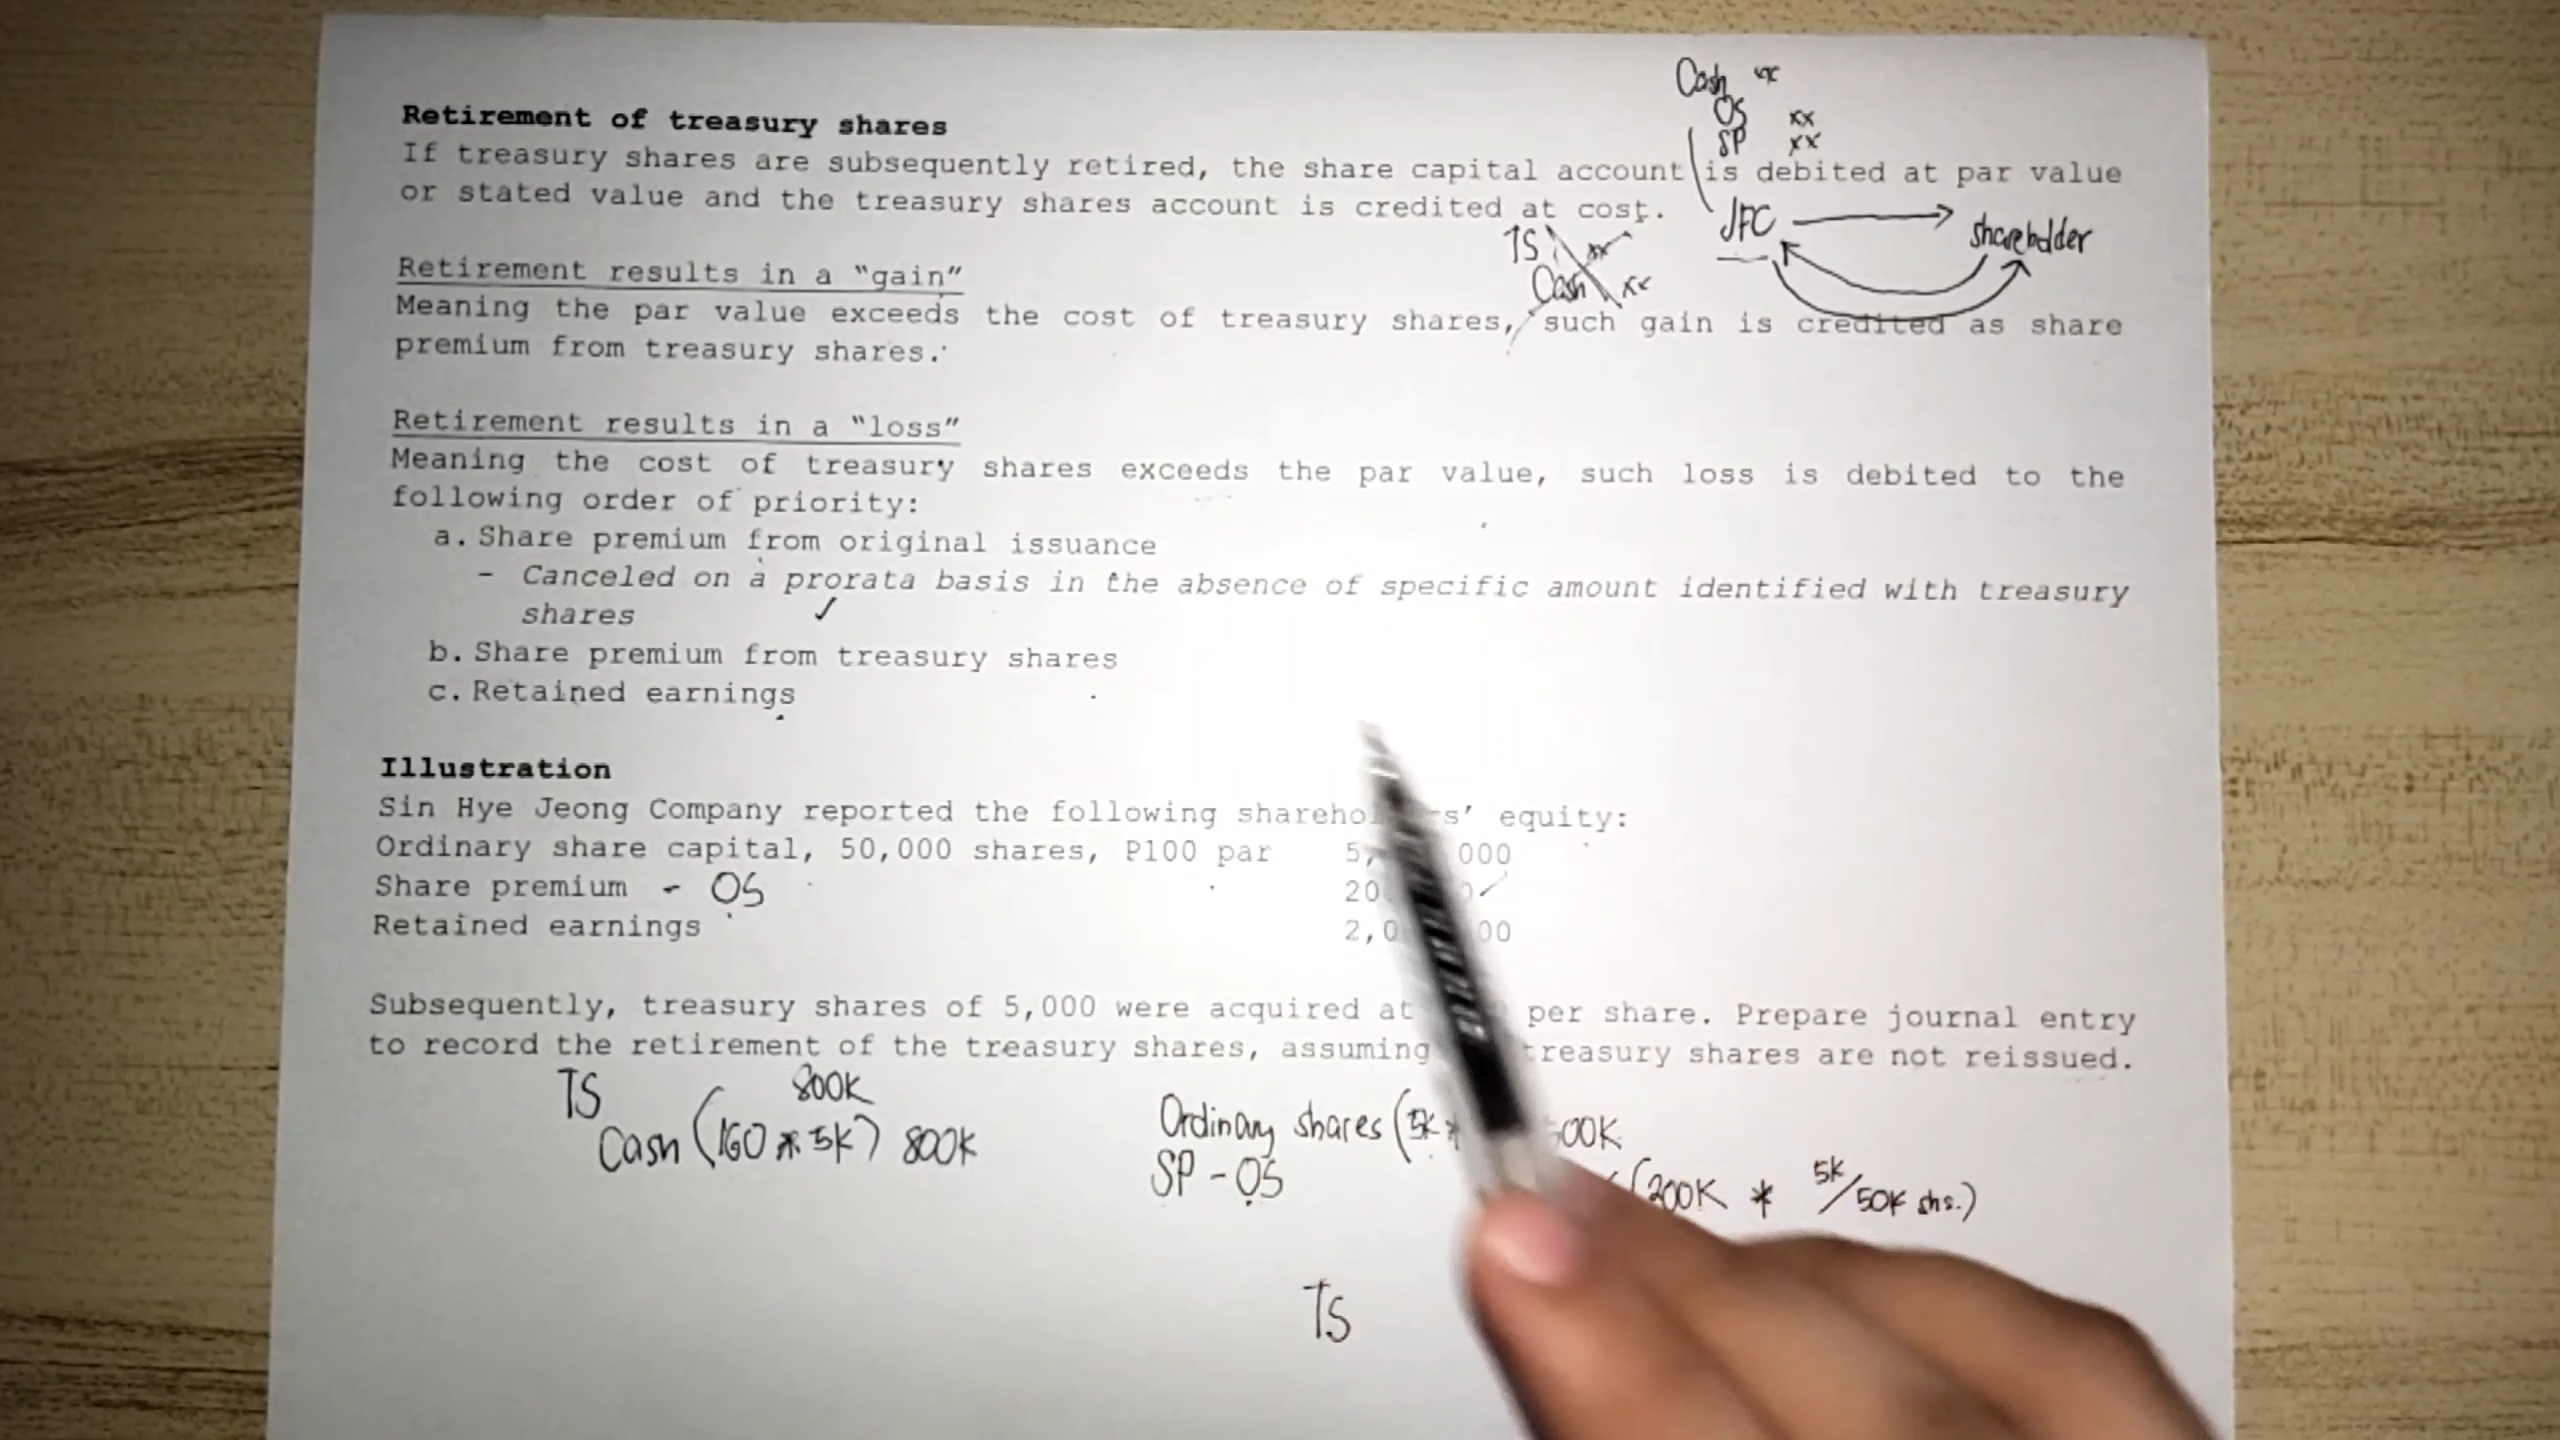 Cash xx
OS xx
SP xx
Retirement of treasury shares
If treasury shares are subsequently retired, the share capital account is debited at par value
or stated value and the treasury shares account is credited at cost.
JFC shareholder
TS xx
Cash xx
Retirement results in a “gain”
Meaning the par value exceeds the cost of treasury shares, such gain is credited as share
premium from treasury shares.
Retirement results in a “loss”
Meaning the cost of treasury shares exceeds the par value, such loss is debited to the
following order of priority:
a. Share premium from original issuance
- Canceled on a prorata basis in the absence of specific amount identified with treasury
shares
b. Share premium from treasury shares
c. Retained earnings
Illustration
Sin Hye Jeong Company reported the following equity:
Ordinary share capital, 50,000 shares, P100 par
Share premium - OS
Retained earnings
Subsequently, treasury shares of 5,000 were acquired at per share. Prepare journal entry
to record the retirement of the treasury shares, assuming treasury shares are not reissued.
TS 800K
Cash (160 * 5K) 800K
Ordinary shares (5K *
SP - OS (200K * 5K/50K shs.)
TS